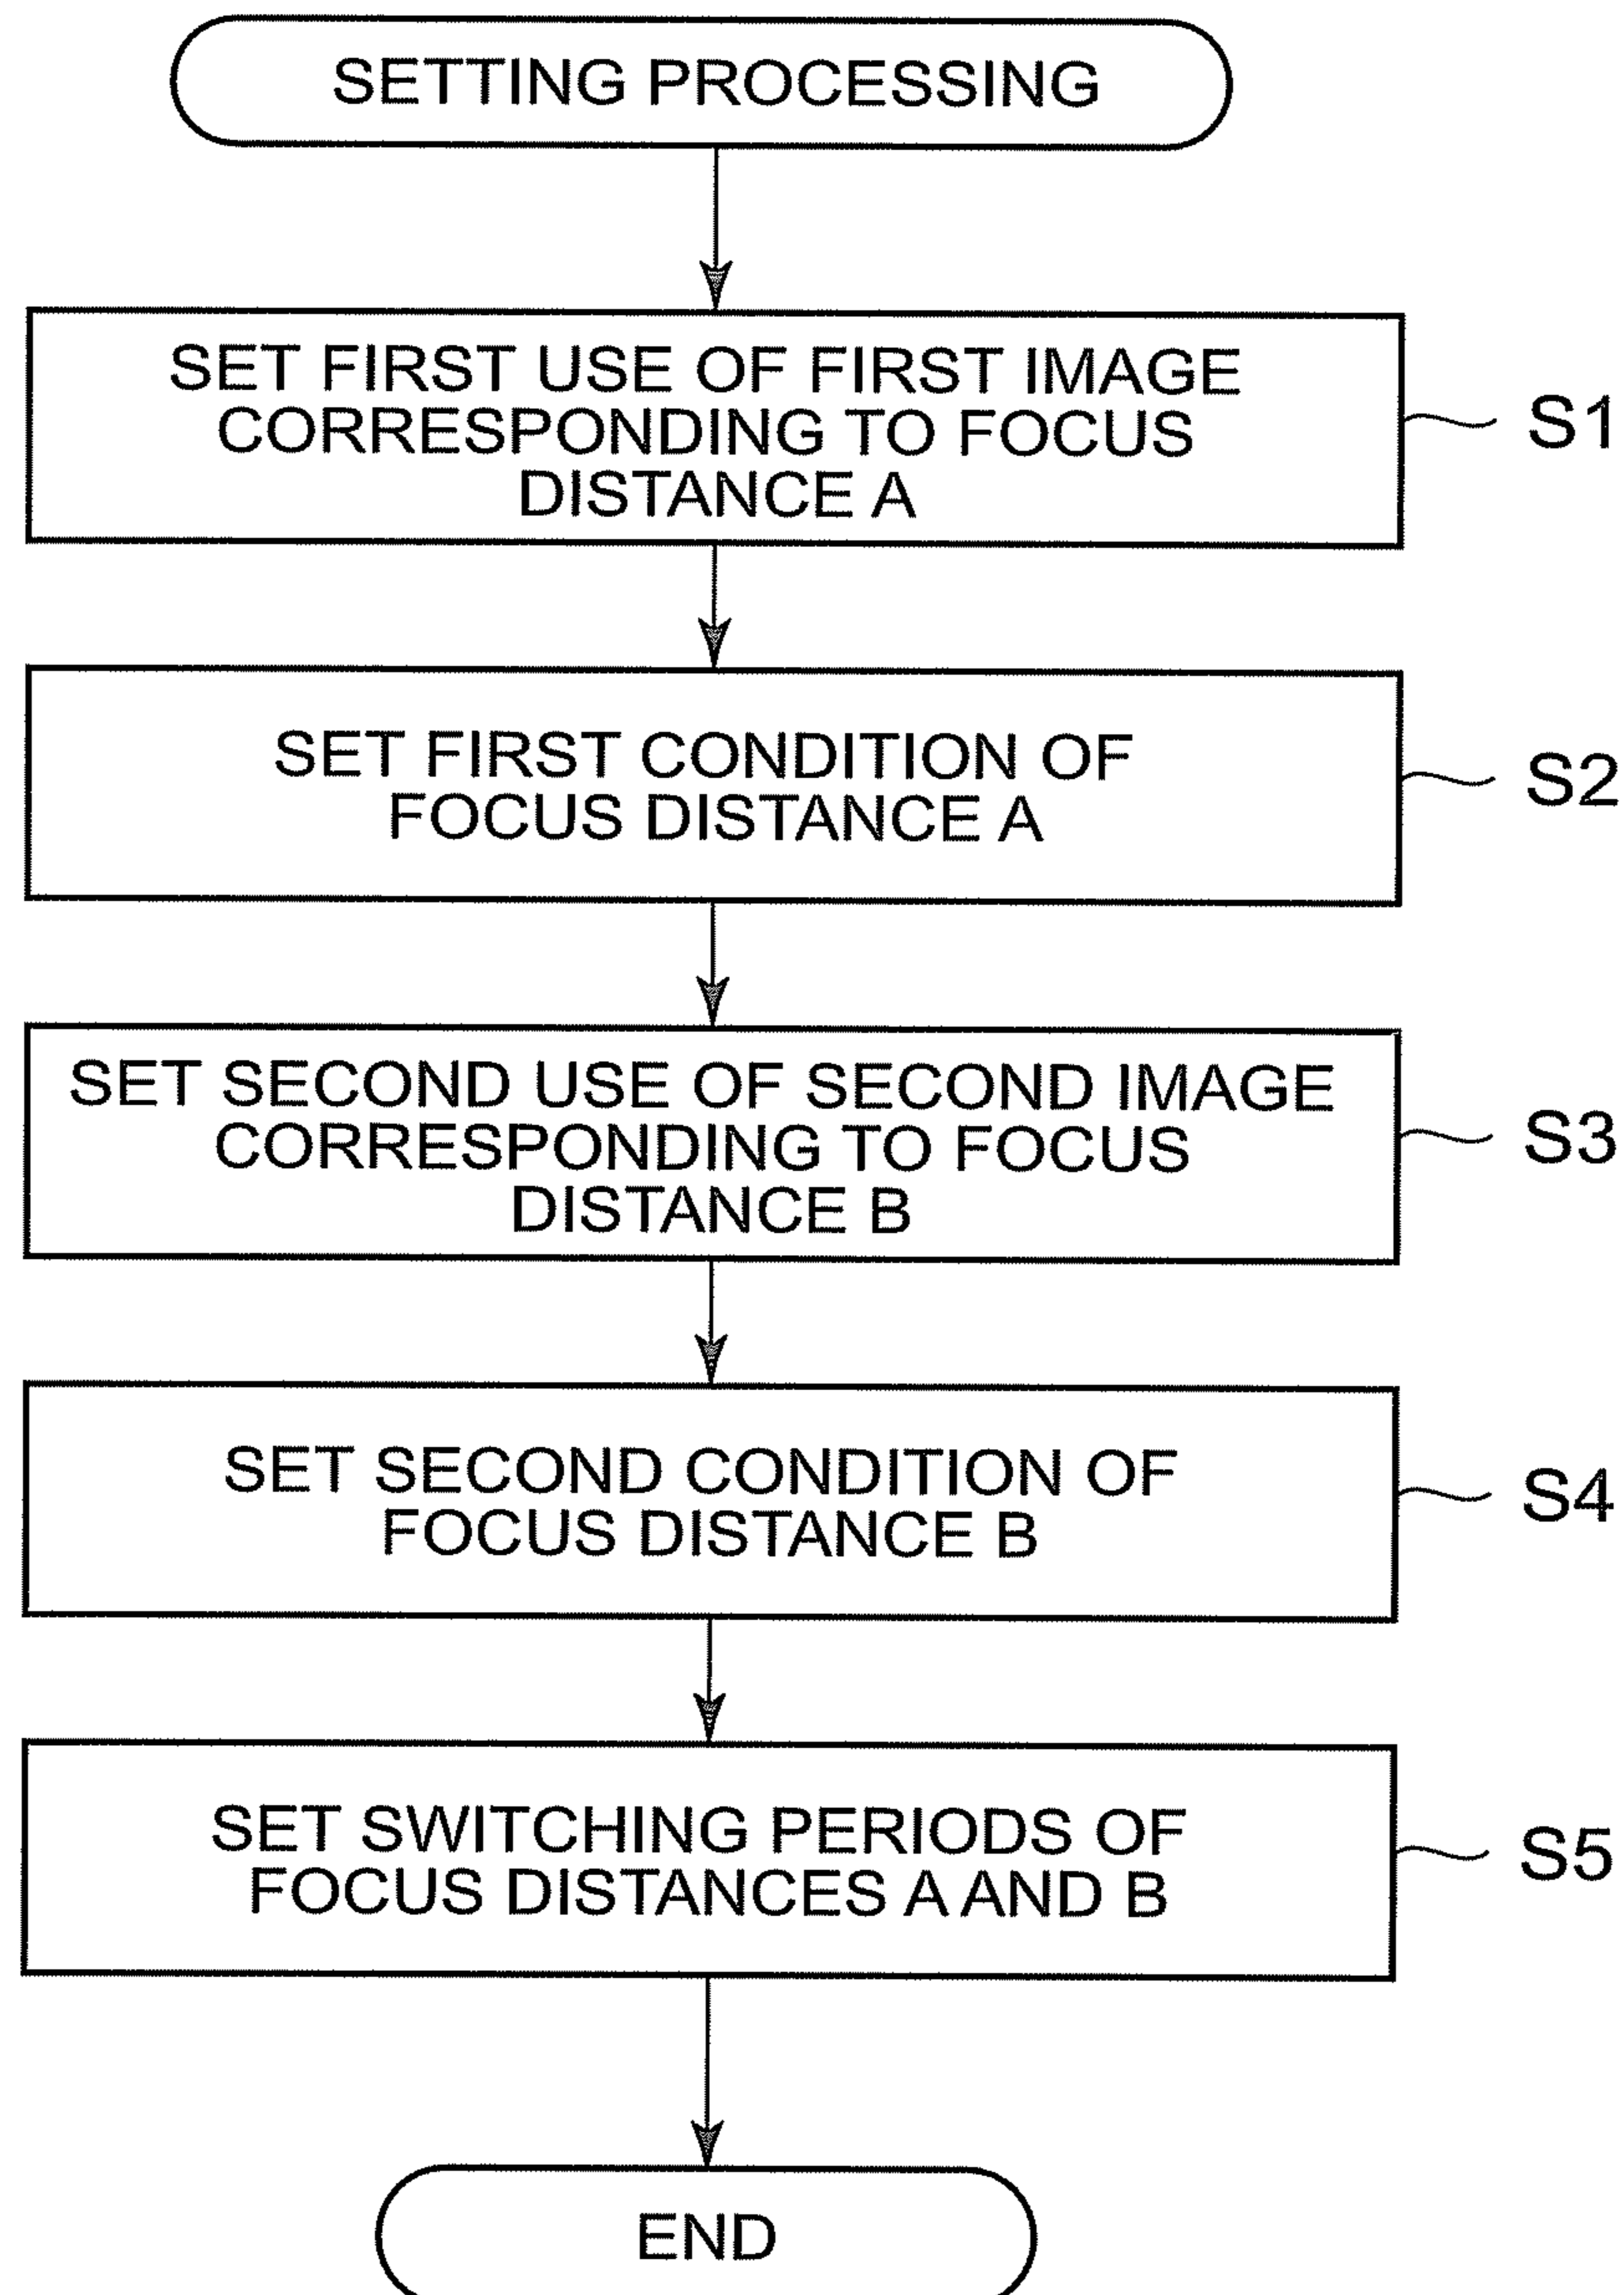 SETTING PROCESSING
SET FIRST USE OF FIRST IMAGE
CORRESPONDING TO FOCUS
DISTANCE A
S1
SET FIRST CONDITION OF
FOCUS DISTANCE A
S2
SET SECOND USE OF SECOND IMAGE
CORRESPONDING TO FOCUS
DISTANCE B
S3
SET SECOND CONDITION OF
FOCUS DISTANCE B
S4
SET SWITCHING PERIODS OF
FOCUS DISTANCES A AND B
S5
END